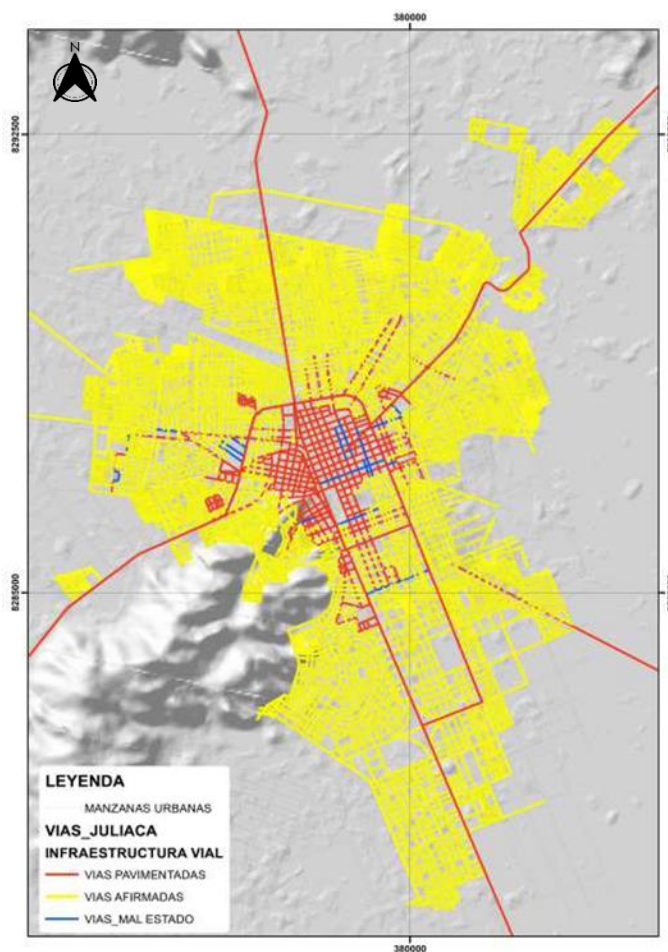 380000
N
8292500
8285000
LEYENDA
MANZANAS URBANAS
VIAS_JULIACA
INFRAESTRUCTURA VIAL
VIAS PAVIMENTADAS
VIAS AFIRMADAS
VIAS_MAL ESTADO
380000